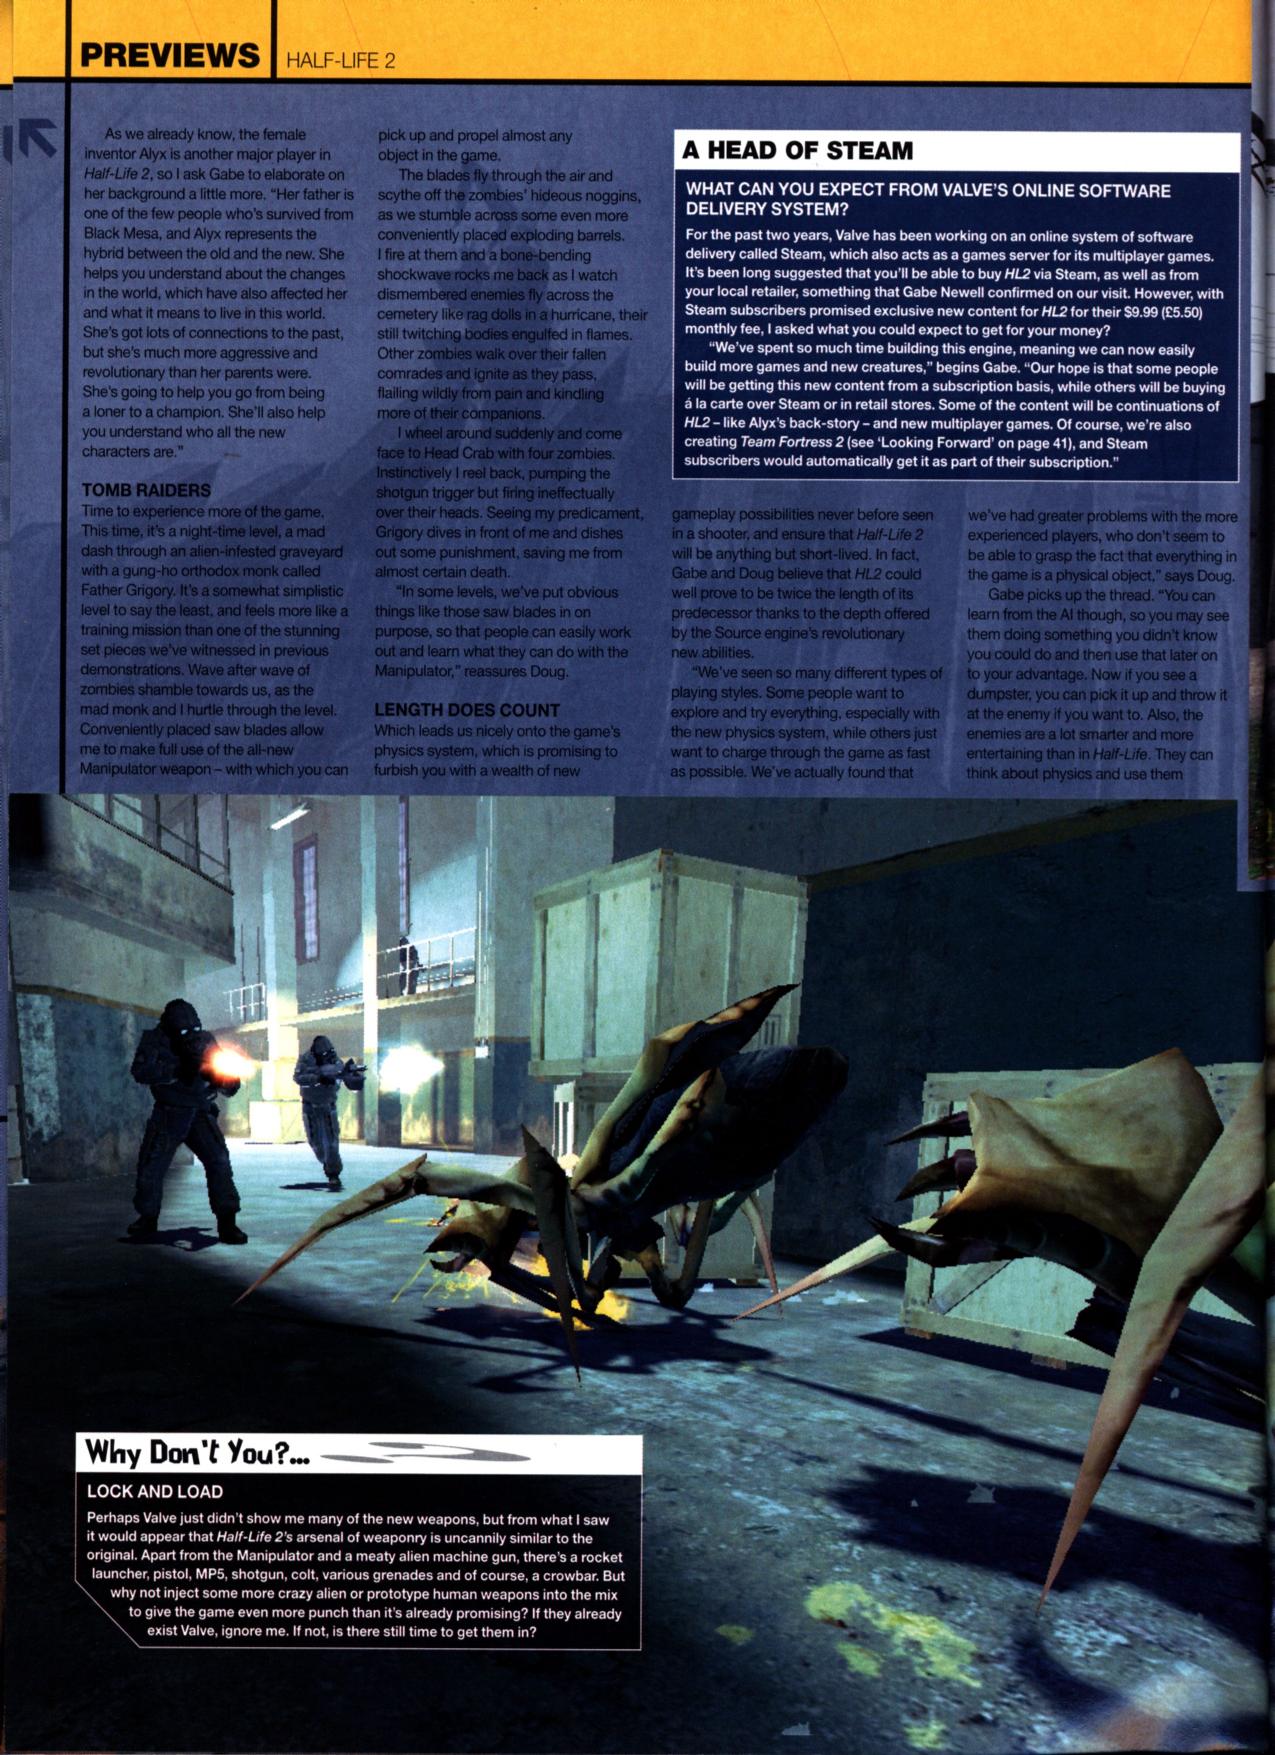 PREVIEWS
HALF-LIFE 2
As we already know, the female
inventor Alyx is another major player in
Half-Life 2, so I ask Gabe to elaborate on
her background a little more. “Her father is
one of the few people who's survived from
Black Mesa, and Alyx represents the
hybrid between the old and the new. She
helps you understand about the changes
in the world, which have also affected her
and what it means to live in this world.
She's got lots of connections to the past,
but she's much more aggressive and
revolutionary than her parents were.
She's going to help you go from being
a loner to a champion. She'll also help
you understand who all the new
characters are.”
TOMB RAIDERS
Time to experience more of the game.
This time, it's a night-time level, a mad
dash through an alien-infested graveyard
with a gung-ho orthodox monk called
Father Grigory. It's a somewhat simplistic
level to say the least, and feels more like a
training mission than one of the stunning
set pieces we've witnessed in previous
demonstrations. Wave after wave of
zombies shamble towards us, as the
mad monk and I hurtle through the level.
Conveniently placed saw blades allow
me to make full use of the all-new
Manipulator weapon – with which you can
pick up and propel almost any
object in the game.
The blades fly through the air and
scythe off the zombies' hideous noggins,
as we stumble across some even more
conveniently placed exploding barrels.
I fire at them and a bone-bending
shockwave rocks me back as I watch
dismembered enemies fly across the
cemetery like rag dolls in a hurricane, their
still twitching bodies engulfed in flames.
Other zombies walk over their fallen
comrades and ignite as they pass,
flailing wildly from pain and kindling
more of their companions.
I wheel around suddenly and come
face to Head Crab with four zombies.
Instinctively I reel back, pumping the
shotgun trigger but firing ineffectually
over their heads. Seeing my predicament,
Grigory dives in front of me and dishes
out some punishment, saving me from
almost certain death.
“In some levels, we've put obvious
things like those saw blades in on
purpose, so that people can easily work
out and learn what they can do with the
Manipulator,” reassures Doug.
LENGTH DOES COUNT
Which leads us nicely onto the game's
physics system, which is promising to
furbish you with a wealth of new
A HEAD OF STEAM
WHAT CAN YOU EXPECT FROM VALVE'S ONLINE SOFTWARE
DELIVERY SYSTEM?
For the past two years, Valve has been working on an online system of software
delivery called Steam, which also acts as a games server for its multiplayer games.
It's been long suggested that you'll be able to buy HL2 via Steam, as well as from
your local retailer, something that Gabe Newell confirmed on our visit. However, with
Steam subscribers promised exclusive new content for HL2 for their $9.99 (£5.50)
monthly fee, I asked what you could expect to get for your money?
“We've spent so much time building this engine, meaning we can now easily
build more games and new creatures,” begins Gabe. “Our hope is that some people
will be getting this new content from a subscription basis, while others will be buying
á la carte over Steam or in retail stores. Some of the content will be continuations of
HL2 – like Alyx's back-story – and new multiplayer games. Of course, we're also
creating Team Fortress 2 (see ‘Looking Forward’ on page 41), and Steam
subscribers would automatically get it as part of their subscription.”
gameplay possibilities never before seen
in a shooter, and ensure that Half-Life 2
will be anything but short-lived. In fact,
Gabe and Doug believe that HL2 could
well prove to be twice the length of its
predecessor thanks to the depth offered
by the Source engine's revolutionary
new abilities.
“We've seen so many different types of
playing styles. Some people want to
explore and try everything, especially with
the new physics system, while others just
want to charge through the game as fast
as possible. We've actually found that
we've had greater problems with the more
experienced players, who don't seem to
be able to grasp the fact that everything in
the game is a physical object,” says Doug.
Gabe picks up the thread. “You can
learn from the AI though, so you may see
them doing something you didn't know
you could do and then use that later on
to your advantage. Now if you see a
dumpster, you can pick it up and throw it
at the enemy if you want to. Also, the
enemies are a lot smarter and more
entertaining than in Half-Life. They can
think about physics and use them
Why Don't You?...
LOCK AND LOAD
Perhaps Valve just didn't show me many of the new weapons, but from what I saw
it would appear that Half-Life 2's arsenal of weaponry is uncannily similar to the
original. Apart from the Manipulator and a meaty alien machine gun, there's a rocket
launcher, pistol, MP5, shotgun, colt, various grenades and of course, a crowbar. But
why not inject some more crazy alien or prototype human weapons into the mix
to give the game even more punch than it's already promising? If they already
exist Valve, ignore me. If not, is there still time to get them in?